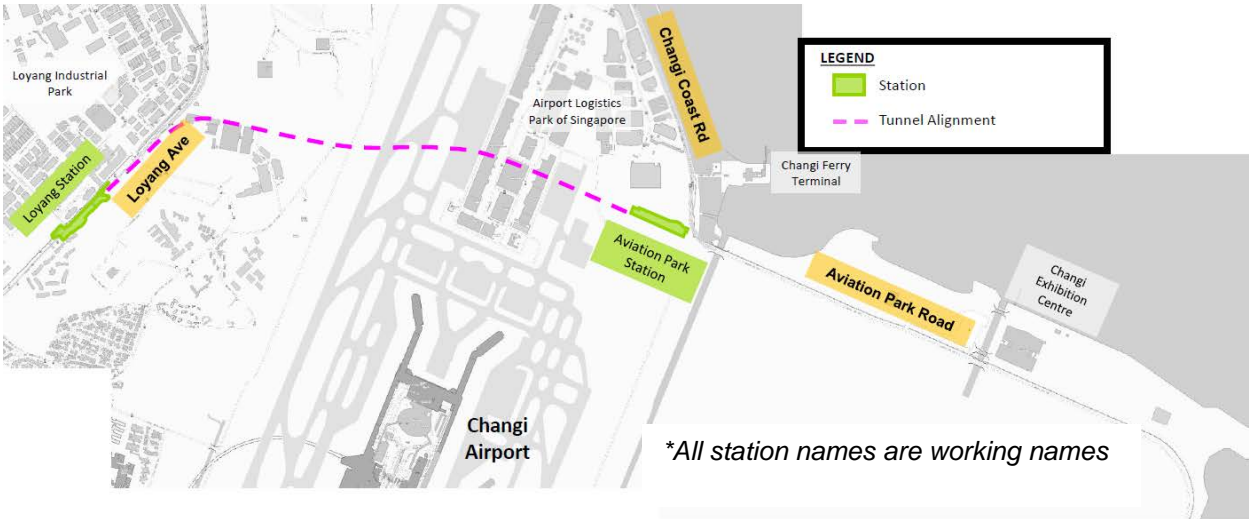 Loyang Industrial
Park
Loyang Station
Loyang Ave
Airport Logistics
Park of Singapore
Changi Coast Rd
LEGEND
Station
Tunnel Alignment
Changi Ferry
Terminal
Aviation Park
Station
Aviation Park Road
Changi
Exhibition
Centre
Changi
Airport
*All station names are working names